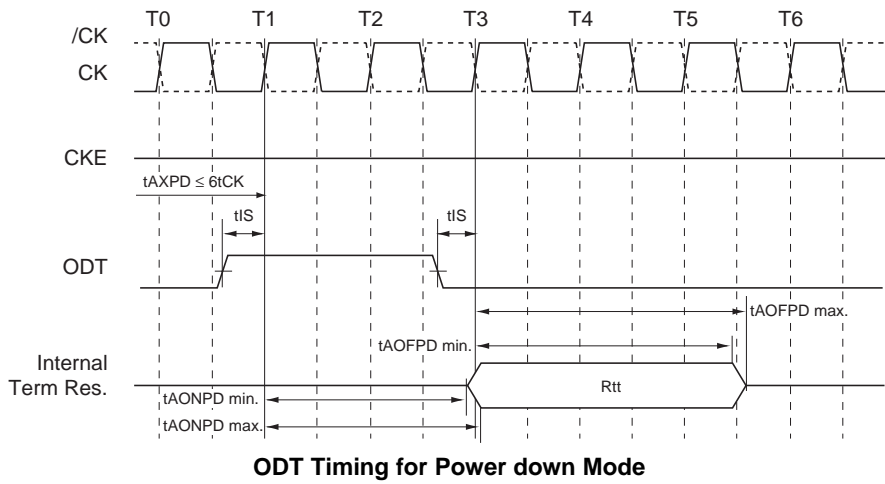 T0 T1 T2 T3 T4 T5 T6
/CK
CK
CKE
tAXPD ≤ 6tCK
tIS tIS
ODT
tAOFPD max.
tAOFPD min.
Internal
Term Res.
Rtt
tAONPD min.
tAONPD max.
ODT Timing for Power down Mode